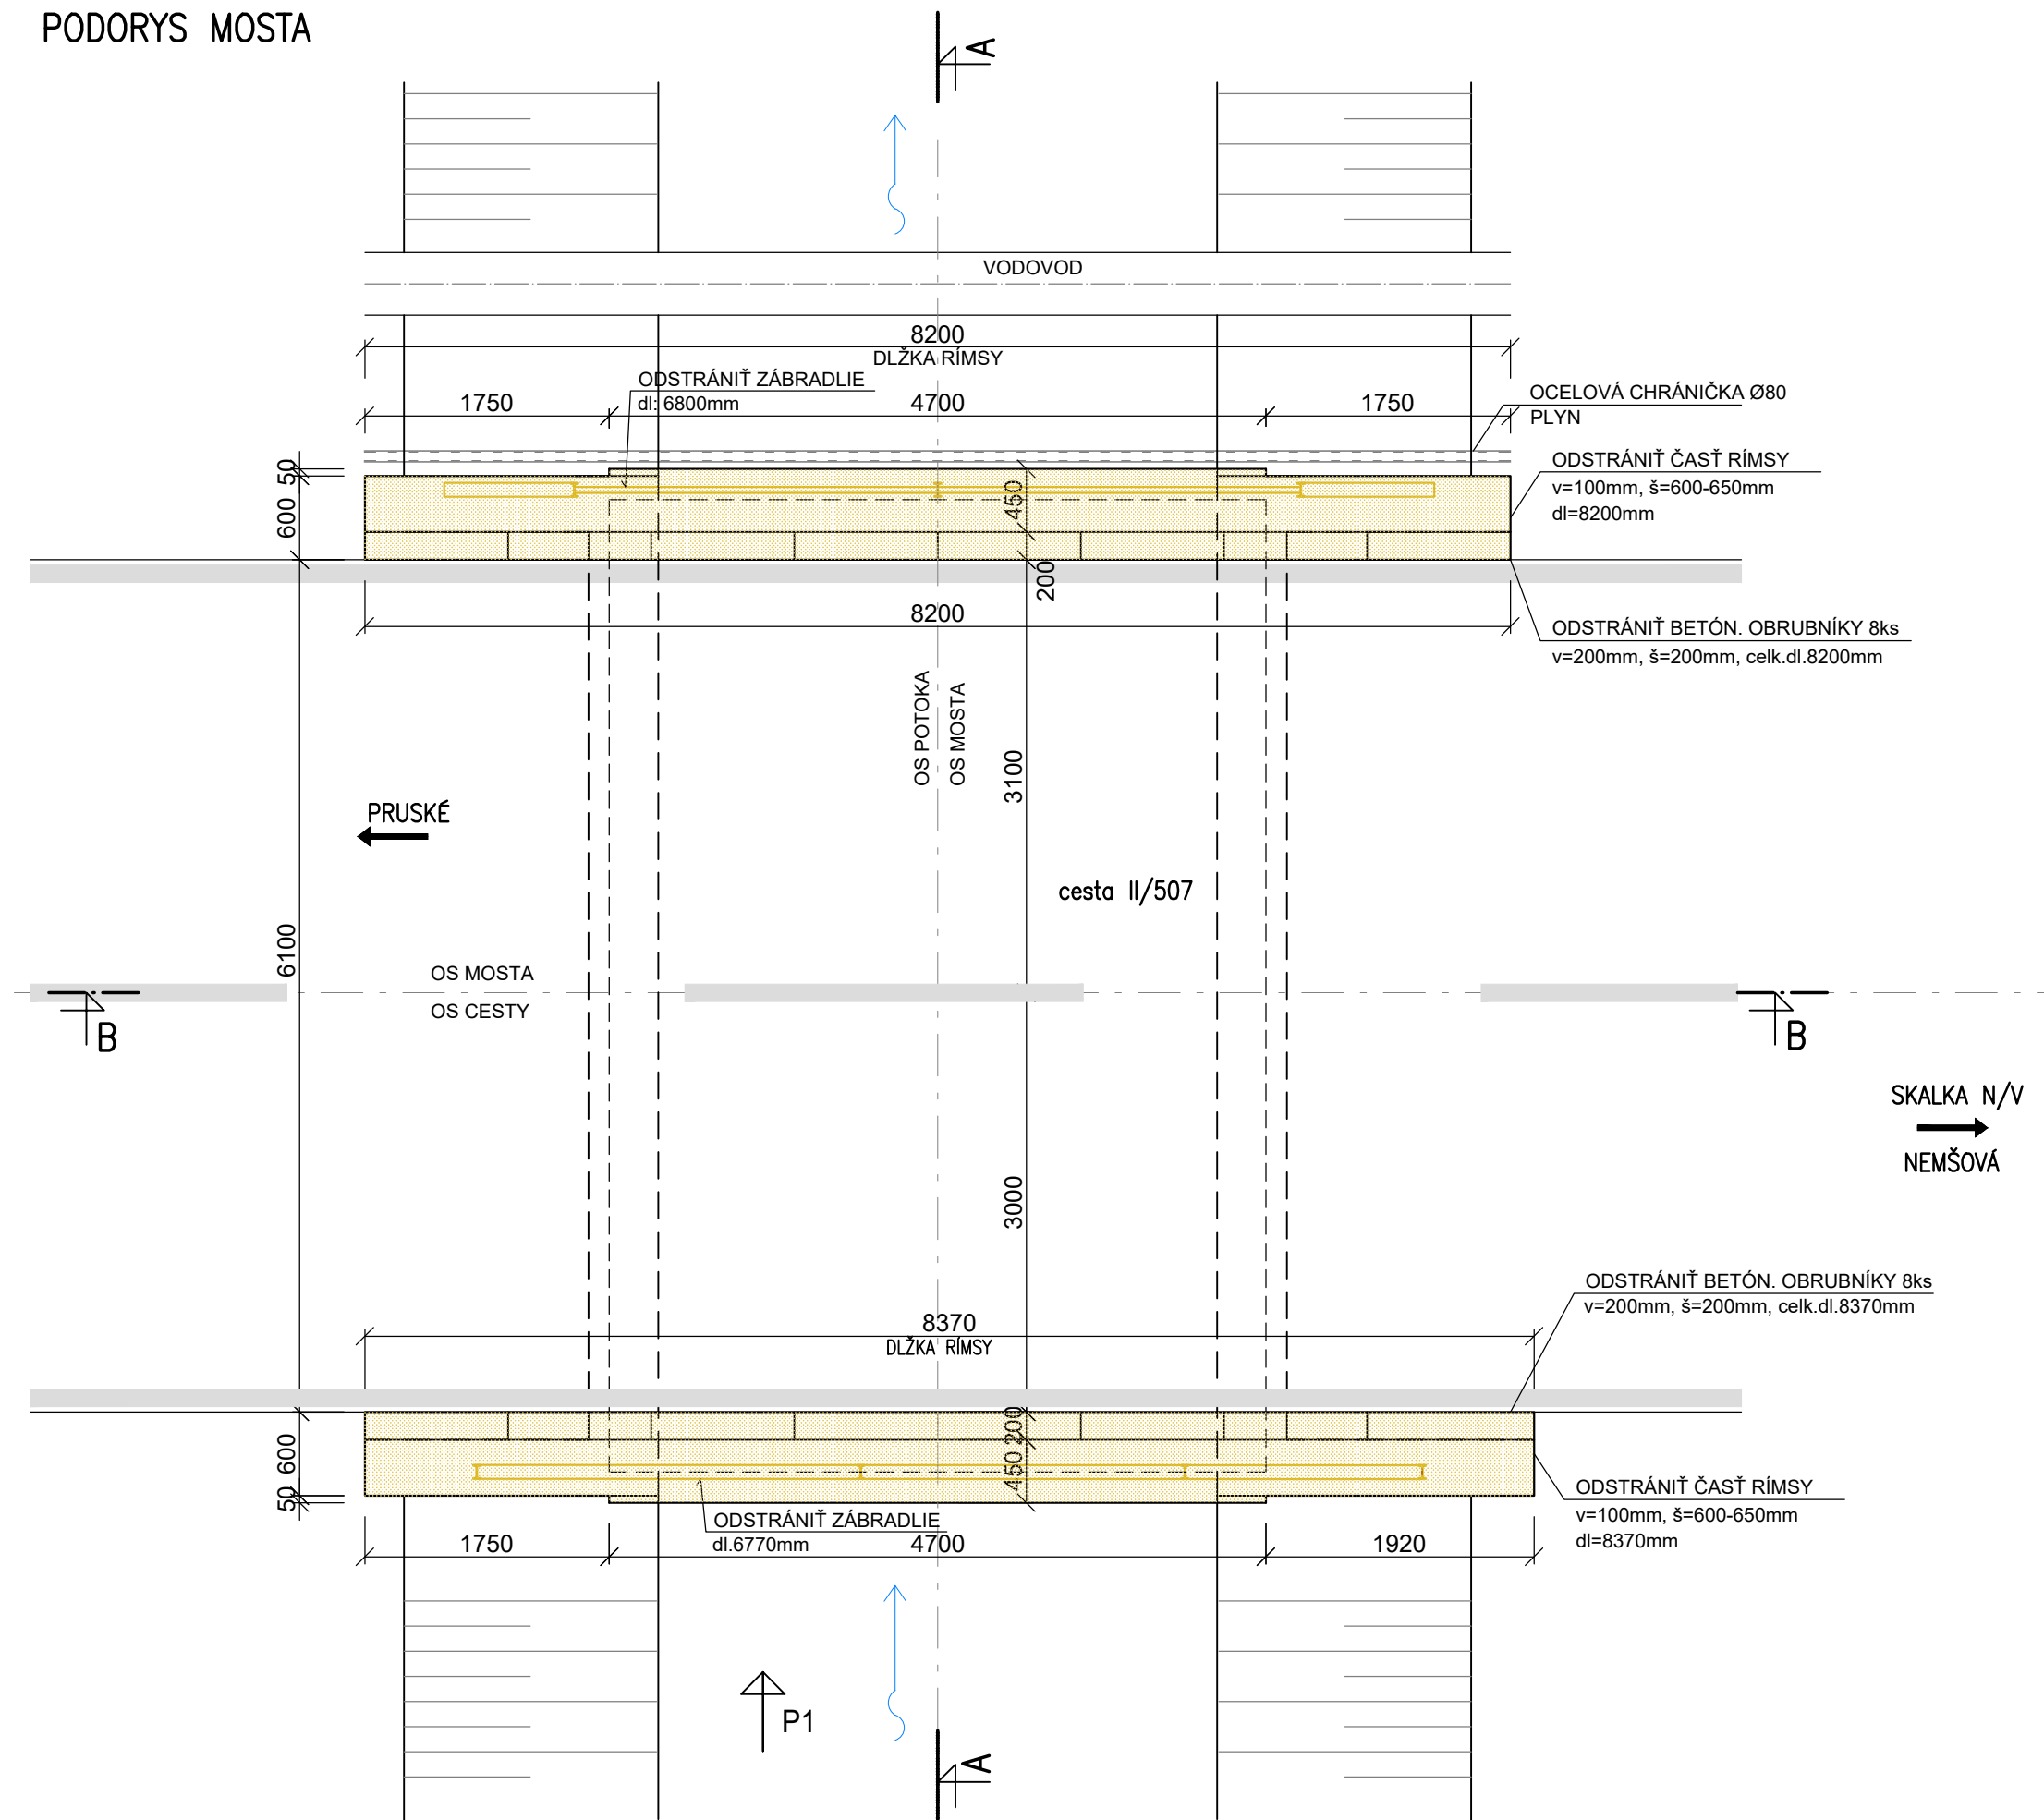 PODORYS MOSTA
A
VODOVOD
8200
DLŽKA RÍMSY
ODSTRÁNIŤ ZÁBRADLIE
dl: 6800mm
1750
4700
1750
OCELOVÁ CHRÁNIČKA Ø80
PLYN
ODSTRÁNIŤ ČASŤ RÍMSY
v=100mm, š=600-650mm
dl=8200mm
50
600
450
200
8200
ODSTRÁNIŤ BETÓN. OBRUBNÍKY 8ks
v=200mm, š=200mm, celk.dl.8200mm
OS POTOKA
OS MOSTA
3100
PRUSKÉ
cesta II/507
6100
OS MOSTA
OS CESTY
B
B
SKALKA N/V
NEMŠOVÁ
3000
ODSTRÁNIŤ BETÓN. OBRUBNÍKY 8ks
v=200mm, š=200mm, celk.dl.8370mm
8370
DLŽKA RÍMSY
200
450
600
50
ODSTRÁNIŤ ČASŤ RÍMSY
v=100mm, š=600-650mm
dl=8370mm
ODSTRÁNIŤ ZÁBRADLIE
dl.6770mm
1750
4700
1920
P1
A